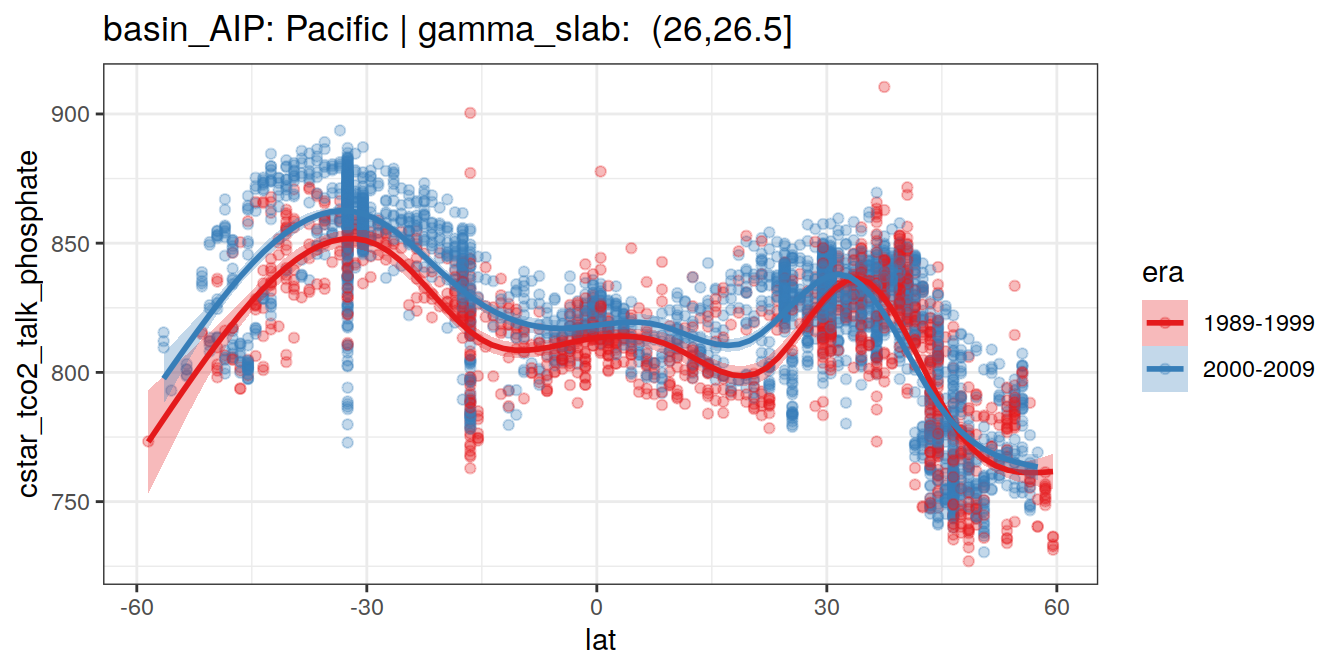 basin_AIP: Pacific | gamma_slab:  (26,26.5]
cstar_tco2_talk_phosphate
900
850
800
750
-60
-30
0
30
60
lat
era
1989-1999
2000-2009